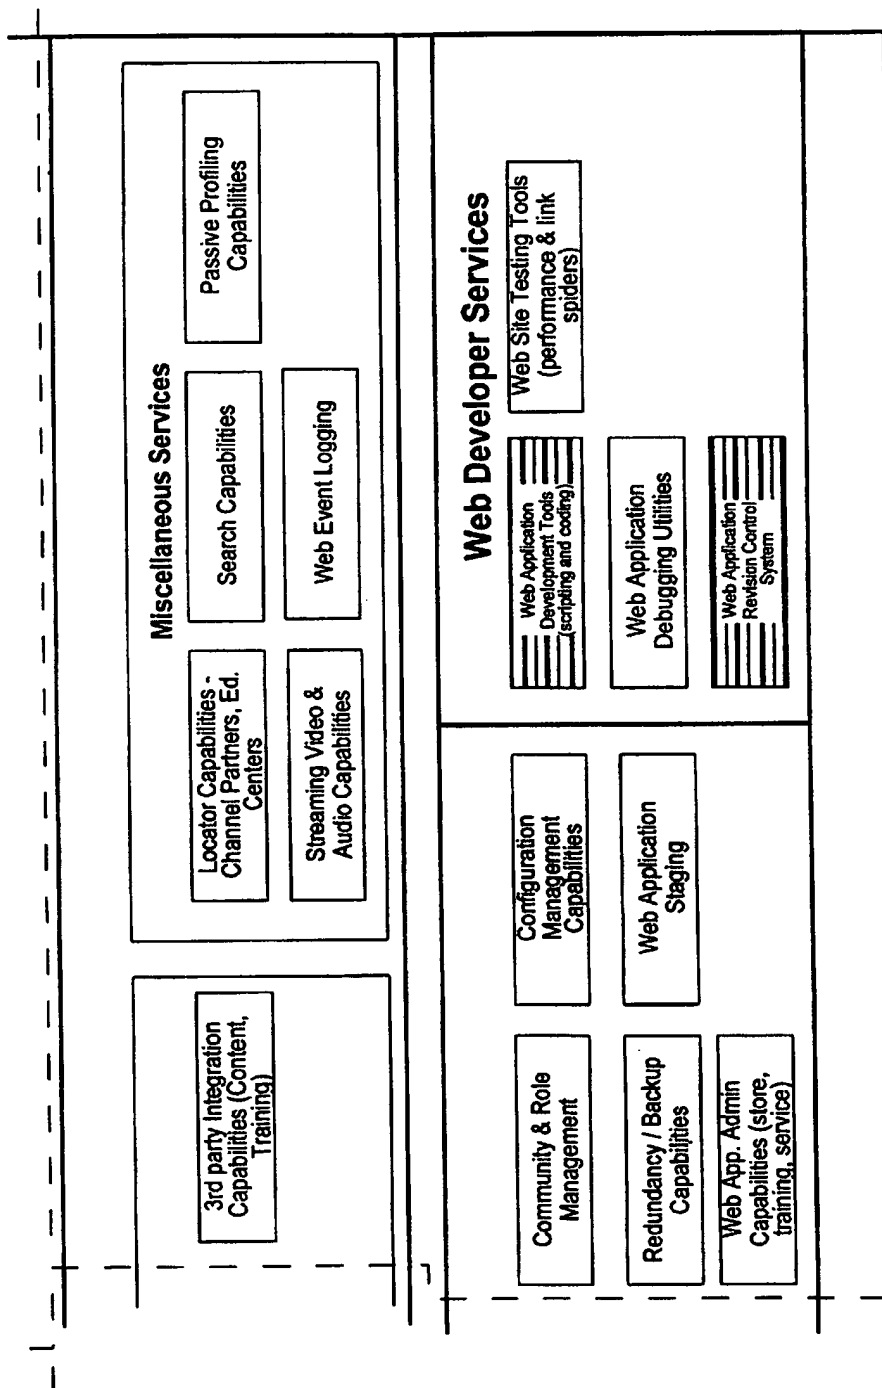 3rd party Integration
Capabilities (Content,
Training)
Miscellaneous Services
Locator Capabilities -
Channel Partners, Ed.
Centers
Search Capabilities
Passive Profiling
Capabilities
Streaming Video &
Audio Capabilities
Web Event Logging
Community & Role
Management
Configuration
Management
Capabilities
Redundancy / Backup
Capabilities
Web Application
Staging
Web App. Admin
Capabilities (store,
training, service)
Web Developer Services
Web Application
Development Tools
(scripting and coding)
Web Site Testing Tools
(performance & link
spiders)
Web Application
Debugging Utilities
Web Application
Revision Control
System